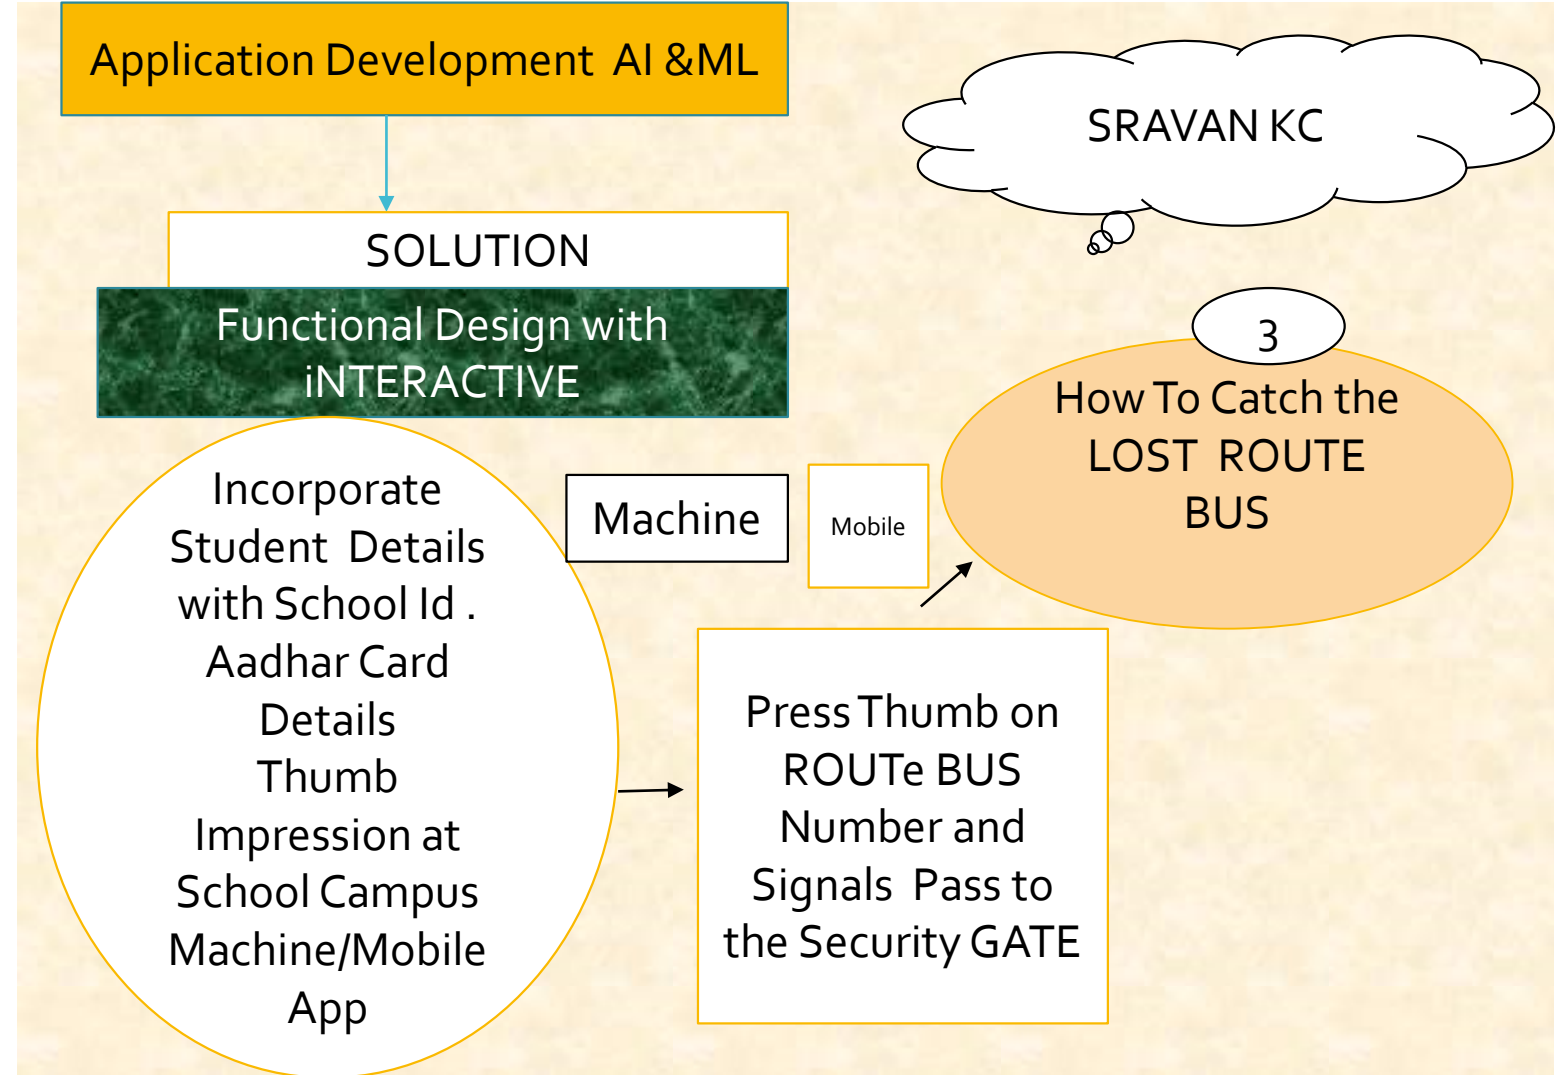 Application Development AI &ML
SRAVAN KC
SOLUTION
Functional Design with
iNTERACTIVE
3
How To Catch the
LOST ROUTE
BUS
Machine
Mobile
Incorporate
Student Details
with School Id .
Aadhar Card
Details
Thumb
Impression at
School Campus
Machine/Mobile
App
Press Thumb on
ROUTe BUS
Number and
Signals Pass to
the Security GATE